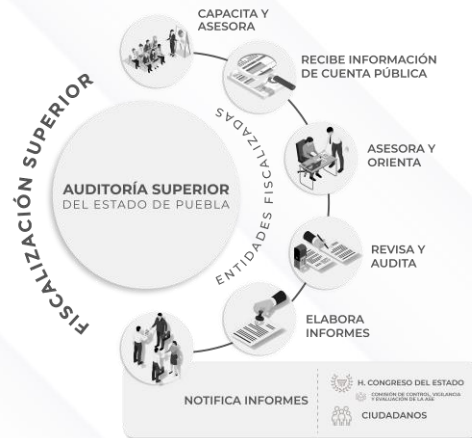 CAPACITA Y
ASESORA
RECIBE INFORMACIÓN
DE CUENTA PÚBLICA
FISCALIZACIÓN SUPERIOR
ENTIDADES FISCALIZADAS
AUDITORÍA SUPERIOR
DEL ESTADO DE PUEBLA
ASESORA Y
ORIENTA
REVISA Y
AUDITA
ELABORA
INFORMES
NOTIFICA INFORMES
H. CONGRESO DEL ESTADO
COMISIÓN DE CONTROL, VIGILANCIA
Y EVALUACIÓN DE LA ASE
CIUDADANOS